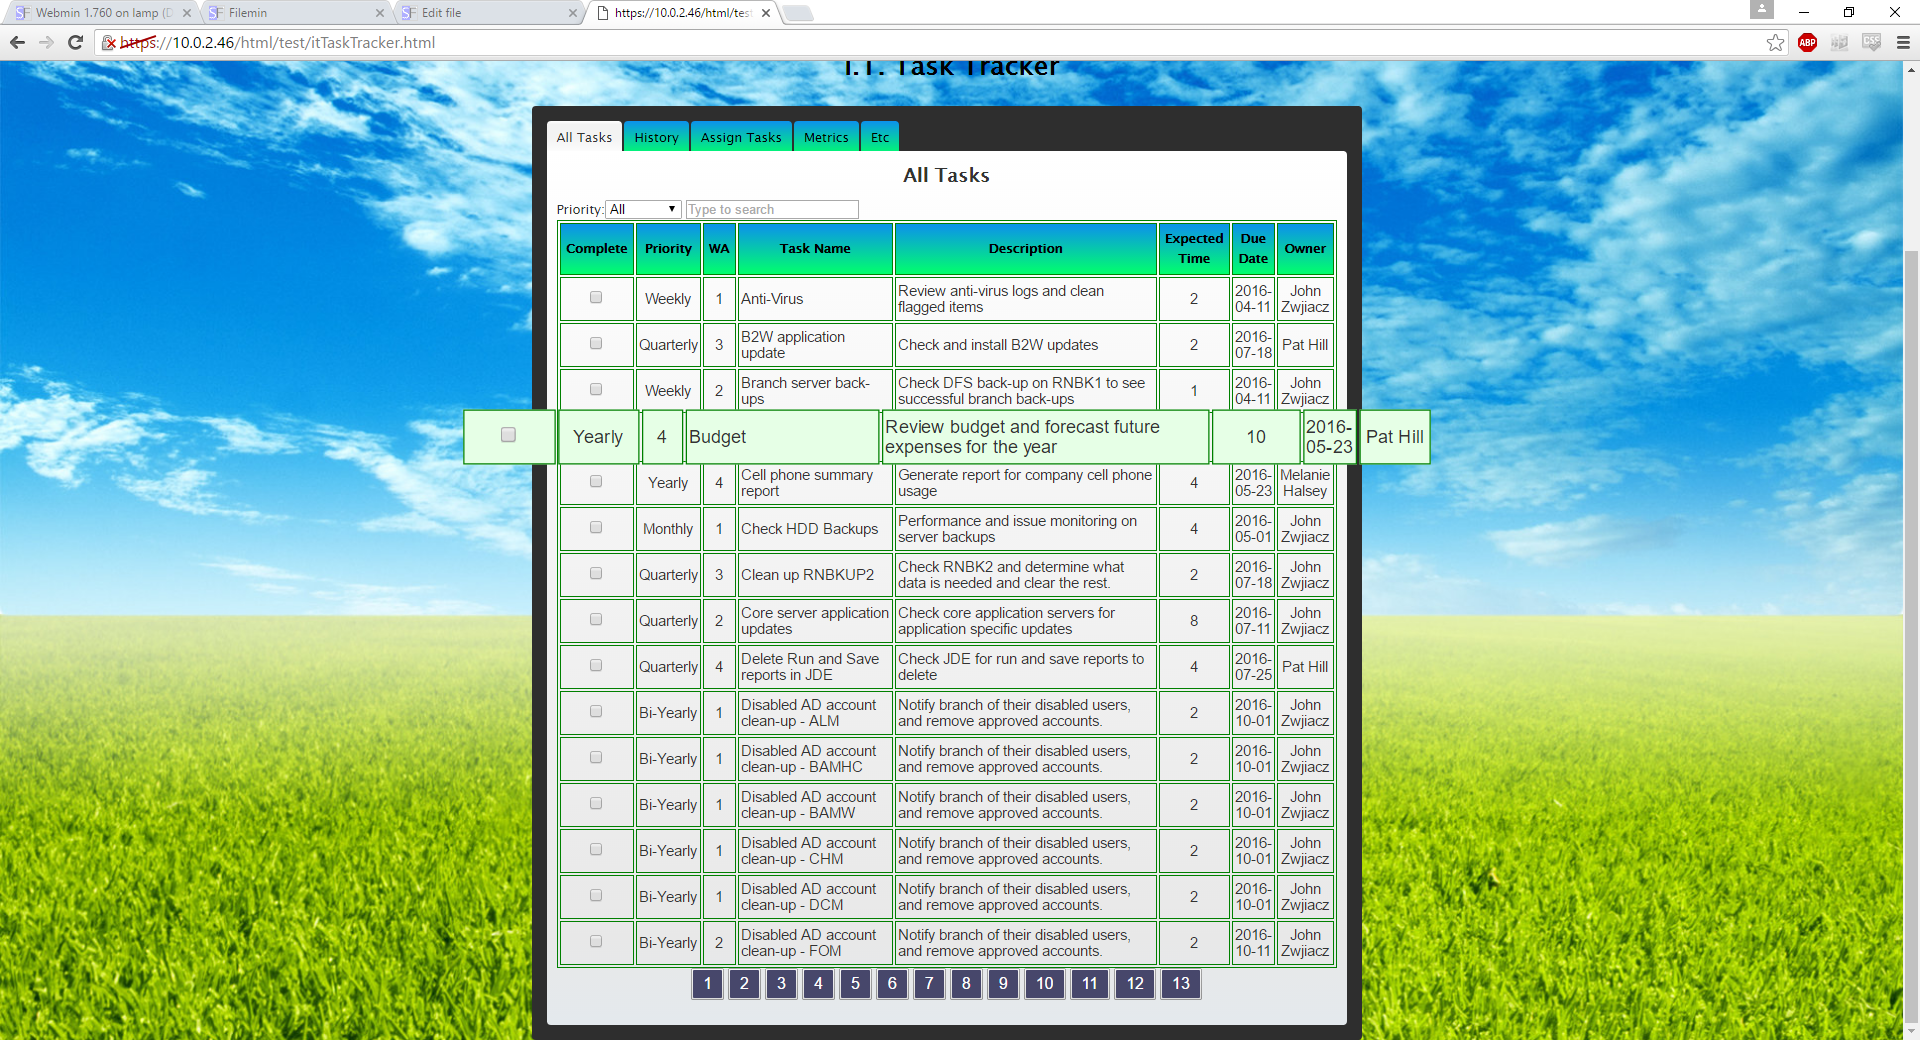 Webmin 1.760 on lamp (D
Filemin
Edit file
https://10.0.2.46/html/test
https://10.0.2.46/html/test/itTaskTracker.html
ABP
CSS
I.T. Task Tracker
All Tasks History Assign Tasks Metrics Etc
All Tasks
Priority: All Type to search
Complete Priority WA Task Name Description Expected Time Due Date Owner
Weekly 1 Anti-Virus Review anti-virus logs and clean flagged items 2 2016-04-11 John Zwjiacz
Quarterly 3 B2W application update Check and install B2W updates 2 2016-07-18 Pat Hill
Weekly 2 Branch server back-ups Check DFS back-up on RNBK1 to see successful branch back-ups 1 2016-04-11 John Zwjiacz
Yearly 4 Budget Review budget and forecast future expenses for the year 10 2016-05-23 Pat Hill
Yearly 4 Cell phone summary report Generate report for company cell phone usage 4 2016-05-23 Melanie Halsey
Monthly 1 Check HDD Backups Performance and issue monitoring on server backups 4 2016-05-01 John Zwjiacz
Quarterly 3 Clean up RNBKUP2 Check RNBK2 and determine what data is needed and clear the rest. 2 2016-07-18 John Zwjiacz
Quarterly 2 Core server application updates Check core application servers for application specific updates 8 2016-07-11 John Zwjiacz
Quarterly 4 Delete Run and Save reports in JDE Check JDE for run and save reports to delete 4 2016-07-25 Pat Hill
Bi-Yearly 1 Disabled AD account clean-up - ALM Notify branch of their disabled users, and remove approved accounts. 2 2016-10-01 John Zwjiacz
Bi-Yearly 1 Disabled AD account clean-up - BAMHC Notify branch of their disabled users, and remove approved accounts. 2 2016-10-01 John Zwjiacz
Bi-Yearly 1 Disabled AD account clean-up - BAMW Notify branch of their disabled users, and remove approved accounts. 2 2016-10-01 John Zwjiacz
Bi-Yearly 1 Disabled AD account clean-up - CHM Notify branch of their disabled users, and remove approved accounts. 2 2016-10-01 John Zwjiacz
Bi-Yearly 1 Disabled AD account clean-up - DCM Notify branch of their disabled users, and remove approved accounts. 2 2016-10-01 John Zwjiacz
Bi-Yearly 2 Disabled AD account clean-up - FOM Notify branch of their disabled users, and remove approved accounts. 2 2016-10-11 John Zwjiacz
1 2 3 4 5 6 7 8 9 10 11 12 13